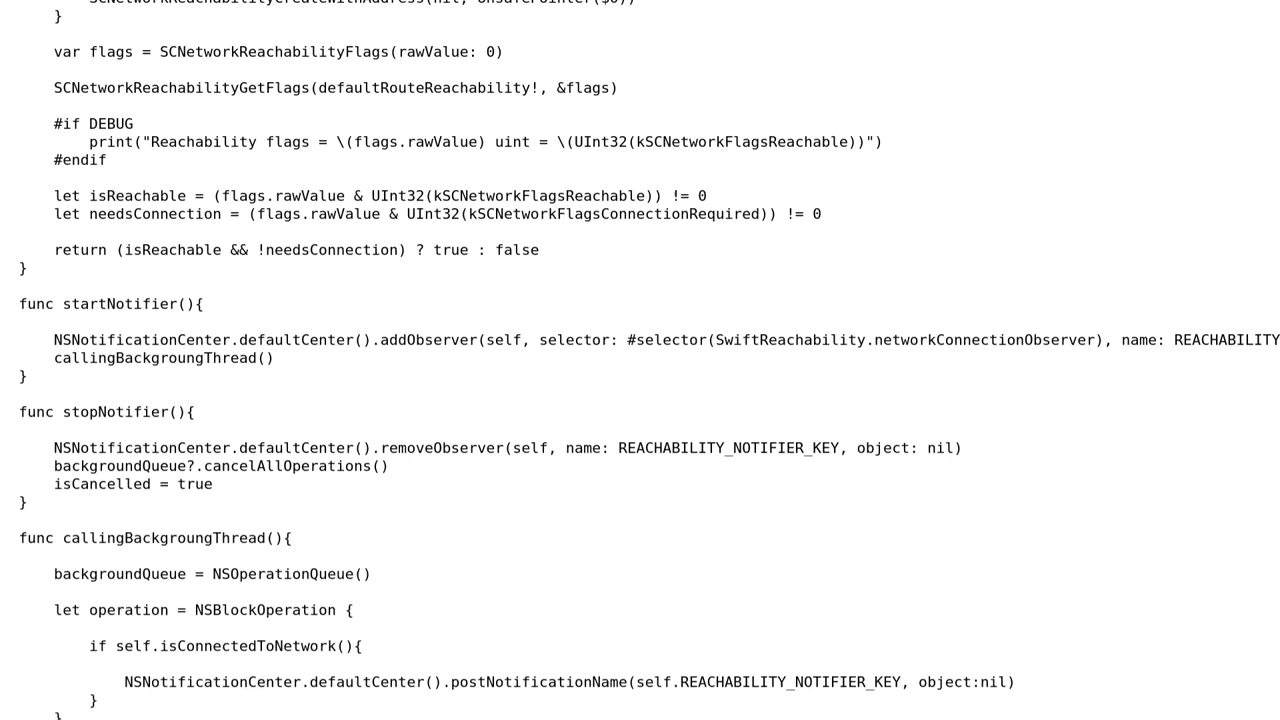 SCNetworkReachabilityCreateWithAddress(nil, UnsafePointer($0))
}
var flags = SCNetworkReachabilityFlags(rawValue: 0)
SCNetworkReachabilityGetFlags(defaultRouteReachability!, &flags)
#if DEBUG
print("Reachability flags = \(flags.rawValue) uint = \(UInt32(kSCNetworkFlagsReachable))")
#endif
let isReachable = (flags.rawValue & UInt32(kSCNetworkFlagsReachable)) != 0
let needsConnection = (flags.rawValue & UInt32(kSCNetworkFlagsConnectionRequired)) != 0
return (isReachable && !needsConnection) ? true : false
}
func startNotifier(){
NSNotificationCenter.defaultCenter().addObserver(self, selector: #selector(SwiftReachability.networkConnectionObserver), name: REACHABILITY
callingBackgroungThread()
}
func stopNotifier(){
NSNotificationCenter.defaultCenter().removeObserver(self, name: REACHABILITY_NOTIFIER_KEY, object: nil)
backgroundQueue?.cancelAllOperations()
isCancelled = true
}
func callingBackgroungThread(){
backgroundQueue = NSOperationQueue()
let operation = NSBlockOperation {
if self.isConnectedToNetwork(){
NSNotificationCenter.defaultCenter().postNotificationName(self.REACHABILITY_NOTIFIER_KEY, object:nil)
}
}